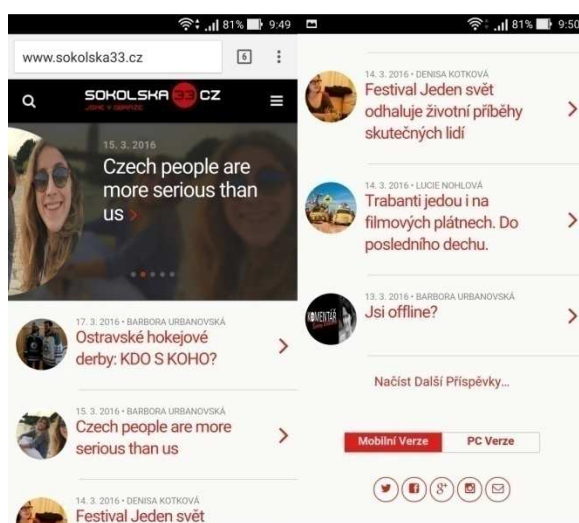 81% 9:49
www.sokolska33.cz 6
SOKOLSKA 33 CZ
JSME V OBRAZE
15. 3. 2016
Czech people are
more serious than
us
17. 3. 2016 • BARBORA URBANOVSKÁ
Ostravské hokejové
derby: KDO S KOHO?
15. 3. 2016 • BARBORA URBANOVSKÁ
Czech people are more
serious than us
14. 3. 2016 • DENISA KOTKOVÁ
Festival Jeden svět
81% 9:50
14. 3. 2016 • DENISA KOTKOVÁ
Festival Jeden svět
odhaluje životní příběhy
skutečných lidí
14. 3. 2016 • LUCIE NOHLOVÁ
Trabanti jedou i na
filmových plátnech. Do
posledního dechu.
13. 3. 2016 • BARBORA URBANOVSKÁ
Jsi offline?
KOMENTÁŘ
Načíst Další Příspěvky...
Mobilní Verze PC Verze